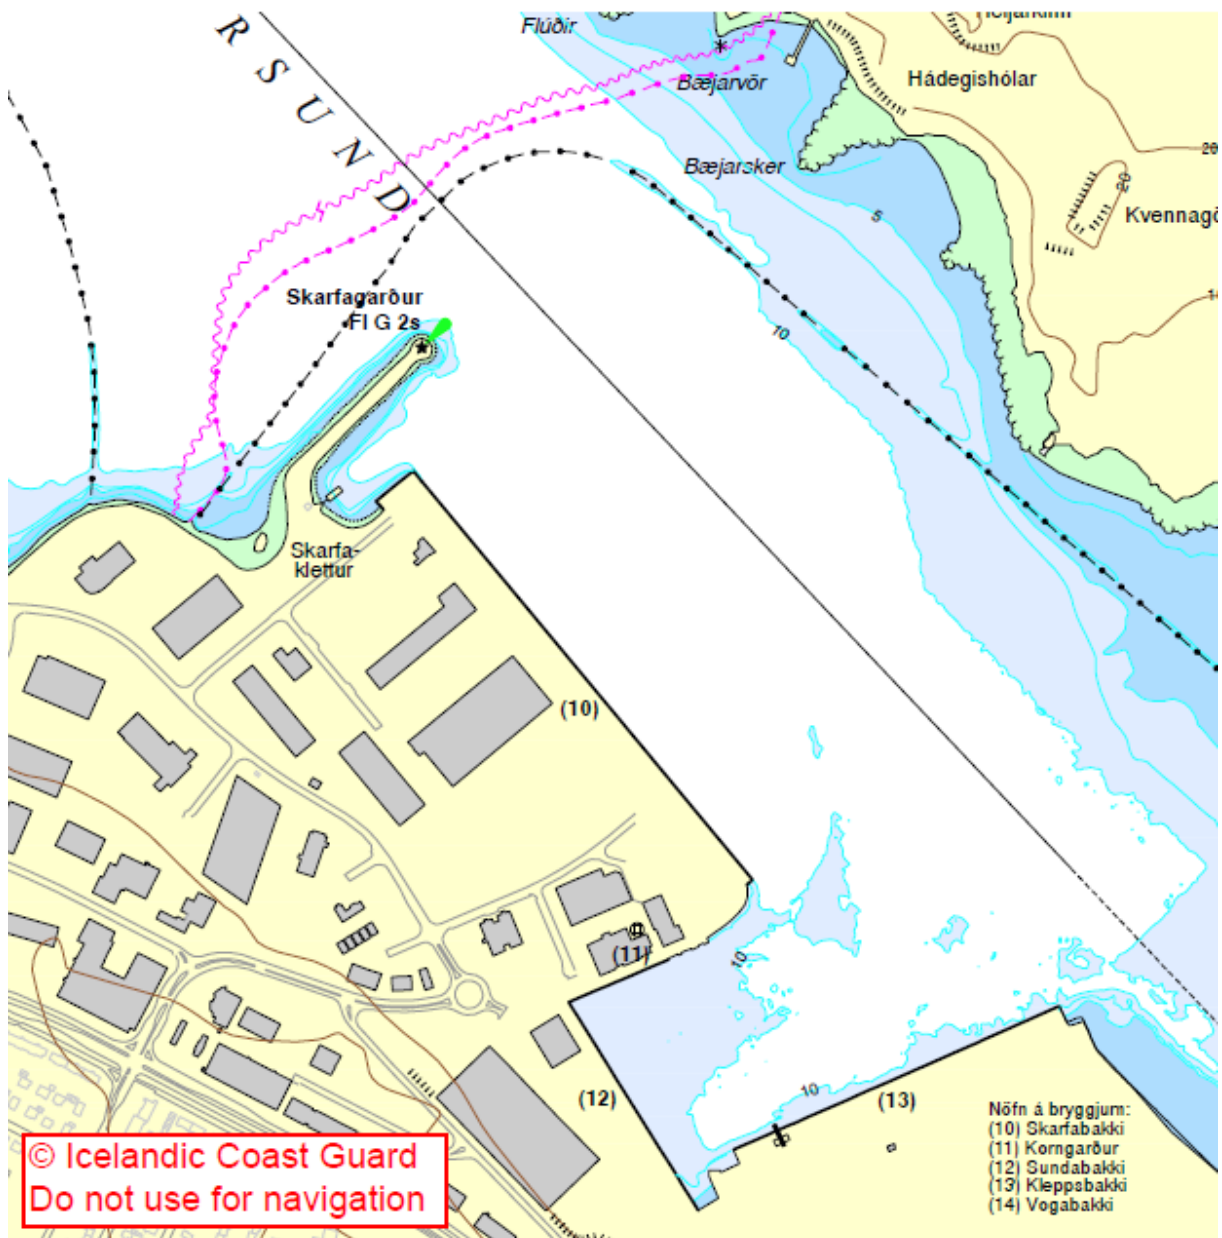 RSUND
Flúðir
Hádegishólar
Bæjarvör
Bæjarsker
20
20
Kvennagó
5
10
Skarfagarður
Fl G 2s
Skarfa-
klettur
(10)
(11)
10
(12)
10
(13)
Nöfn á bryggjum:
(10) Skarfabakki
(11) Korngarður
(12) Sundabakki
(13) Kleppsbakki
(14) Vogabakki
© Icelandic Coast Guard
Do not use for navigation